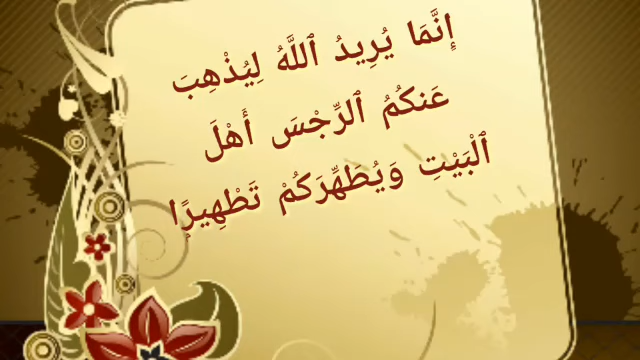 إِنَّمَا يُرِيدُ ٱللَّهُ لِيُذْهِبَ
عَنكُمُ ٱلرِّجْسَ أَهْلَ
ٱلْبَيْتِ وَيُطَهِّرَكُمْ تَطْهِيرًا